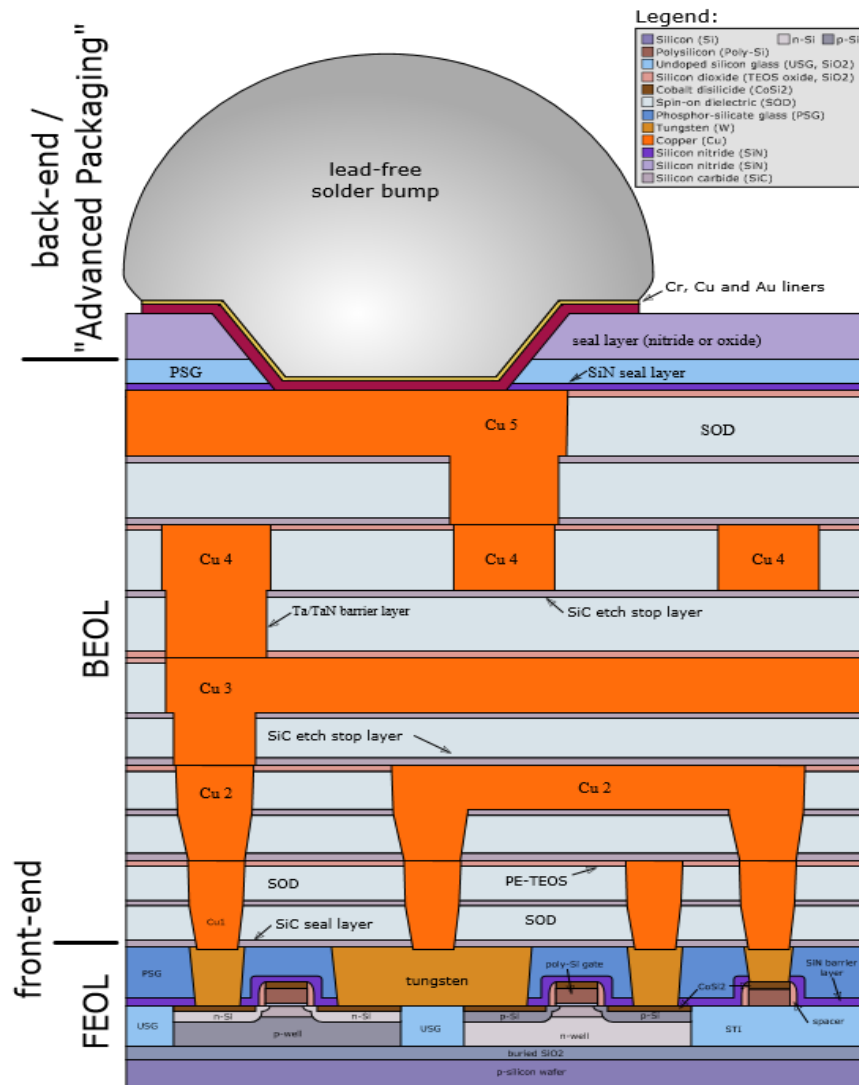 Legend:
Silicon (Si)
n-Si
p-Si
Polysilicon (Poly-Si)
Undoped silicon glass (USG, SiO2)
Silicon dioxide (TEOS oxide, SiO2)
Cobalt disilicide (CoSi2)
Spin-on dielectric (SOD)
Phosphor-silicate glass (PSG)
Tungsten (W)
Copper (Cu)
Silicon nitride (SiN)
Silicon nitride (SiN)
Silicon carbide (SiC)
back-end /
"Advanced Packaging"
lead-free
solder bump
Cr, Cu and Au liners
seal layer (nitride or oxide)
PSG
SiN seal layer
Cu 5
SOD
BEOL
Cu 4
Cu 4
Cu 4
SiC etch stop layer
Ta/TaN barrier layer
Cu 3
SiC etch stop layer
Cu 2
Cu 2
front-end
SOD
PE-TEOS
Cu1
SiC seal layer
SOD
FEOL
PSG
tungsten
poly-Si gate
CoSi2
SiN barrier
layer
spacer
n-Si
n-Si
p-Si
p-Si
USG
p-well
USG
n-well
STI
buried SiO2
p-silicon wafer